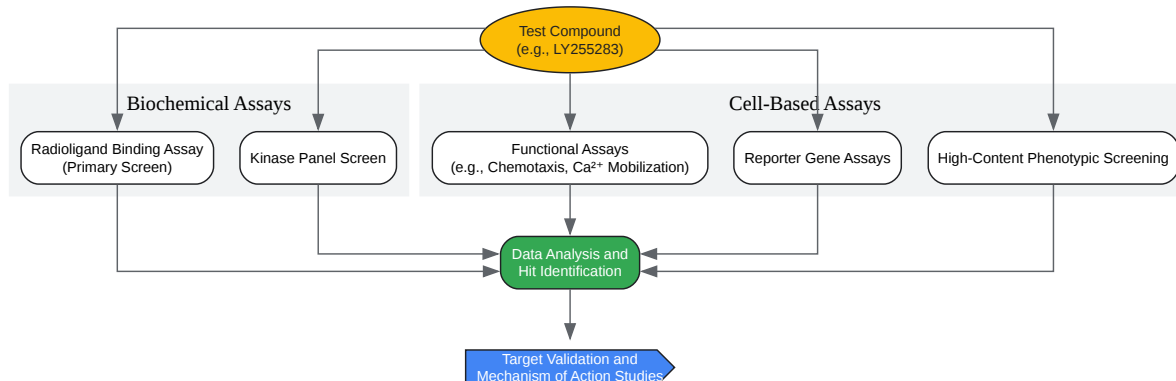 Test Compound
(e.g., LY255283)
Biochemical Assays
Cell-Based Assays
Radioligand Binding Assay
(Primary Screen)
Kinase Panel Screen
Functional Assays
(e.g., Chemotaxis, Ca²⁺ Mobilization)
Reporter Gene Assays
High-Content Phenotypic Screening
Data Analysis and
Hit Identification
Target Validation and
Mechanism of Action Studies